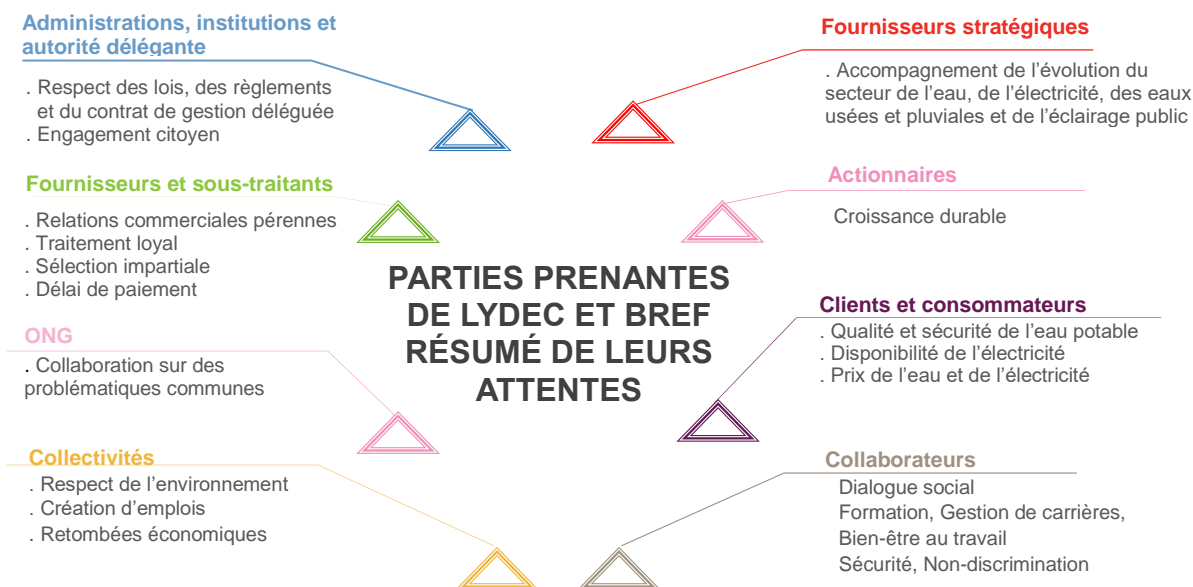 Administrations, institutions et
autorité délégante
. Respect des lois, des règlements
et du contrat de gestion déléguée
. Engagement citoyen
Fournisseurs et sous-traitants
. Relations commerciales pérennes
. Traitement loyal
. Sélection impartiale
. Délai de paiement
ONG
. Collaboration sur des
problématiques communes
Collectivités
. Respect de l’environnement
. Création d’emplois
. Retombées économiques
PARTIES PRENANTES
DE LYDEC ET BREF
RÉSUMÉ DE LEURS
ATTENTES
Fournisseurs stratégiques
. Accompagnement de l’évolution du
secteur de l’eau, de l’électricité, des eaux
usées et pluviales et de l’éclairage public
Actionnaires
Croissance durable
Clients et consommateurs
. Qualité et sécurité de l’eau potable
. Disponibilité de l’électricité
. Prix de l’eau et de l’électricité
Collaborateurs
Dialogue social
Formation, Gestion de carrières,
Bien-être au travail
Sécurité, Non-discrimination